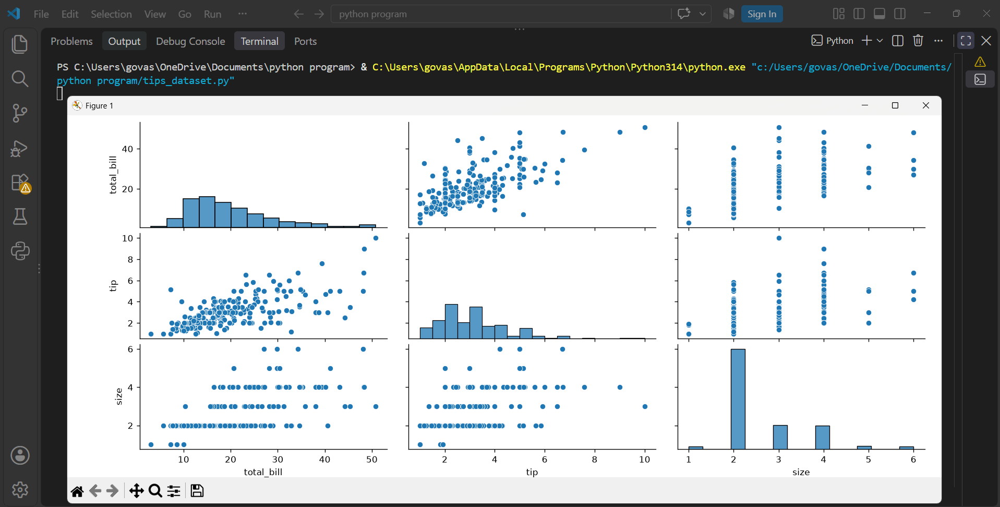 File Edit Selection View Go Run ··· python program Sign In
Problems Output Debug Console Terminal Ports Python
PS C:\Users\govas\OneDrive\Documents\python program> & C:\Users\govas\AppData\Local\Programs\Python\Python314\python.exe "c:/Users/govas/OneDrive/Documents/
python program/tips_dataset.py"
Figure 1
total_bill
40
20
tip
10
8
6
4
2
size
6
4
2
10 20 30 40 50 2 4 6 8 10 1 2 3 4 5 6
total_bill tip size